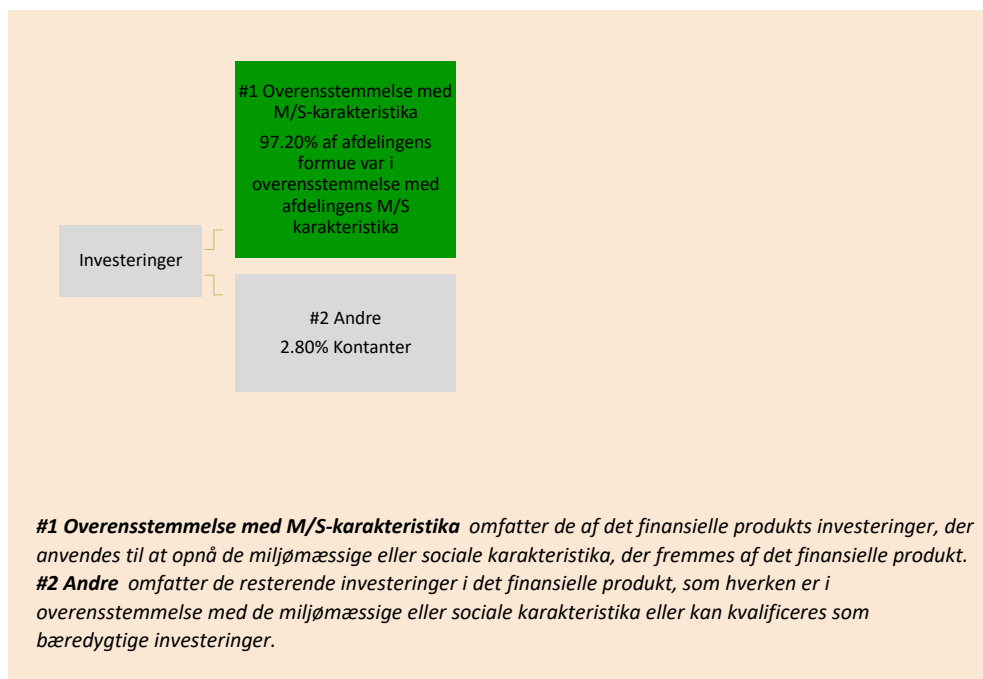 #1 Overensstemmelse med
M/S-karakteristika
97.20% af afdelingens
formue var i
overensstemmelse med
afdelingens M/S
karakteristika
Investeringer
#2 Andre
2.80% Kontanter
#1 Overensstemmelse med M/S-karakteristika omfatter de af det finansielle produkts investeringer, der
anvendes til at opnå de miljømæssige eller sociale karakteristika, der fremmes af det finansielle produkt.
#2 Andre omfatter de resterende investeringer i det finansielle produkt, som hverken er i
overensstemmelse med de miljømæssige eller sociale karakteristika eller kan kvalificeres som
bæredygtige investeringer.